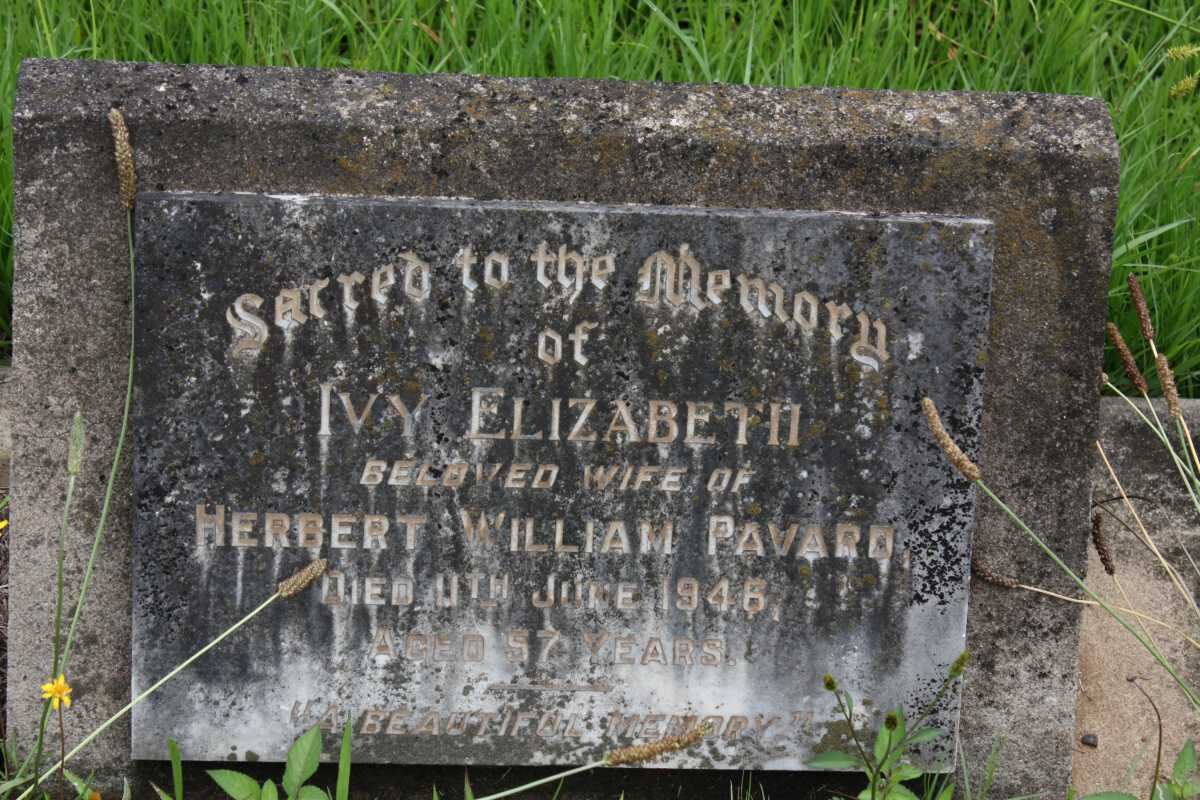 Sacred to the Memory
of
IVY ELIZABETH
BELOVED WIFE OF
HERBERT WILLIAM PAVARD,
DIED 11TH JUNE 1946,
AGED 57 YEARS.
"A BEAUTIFUL MEMORY"